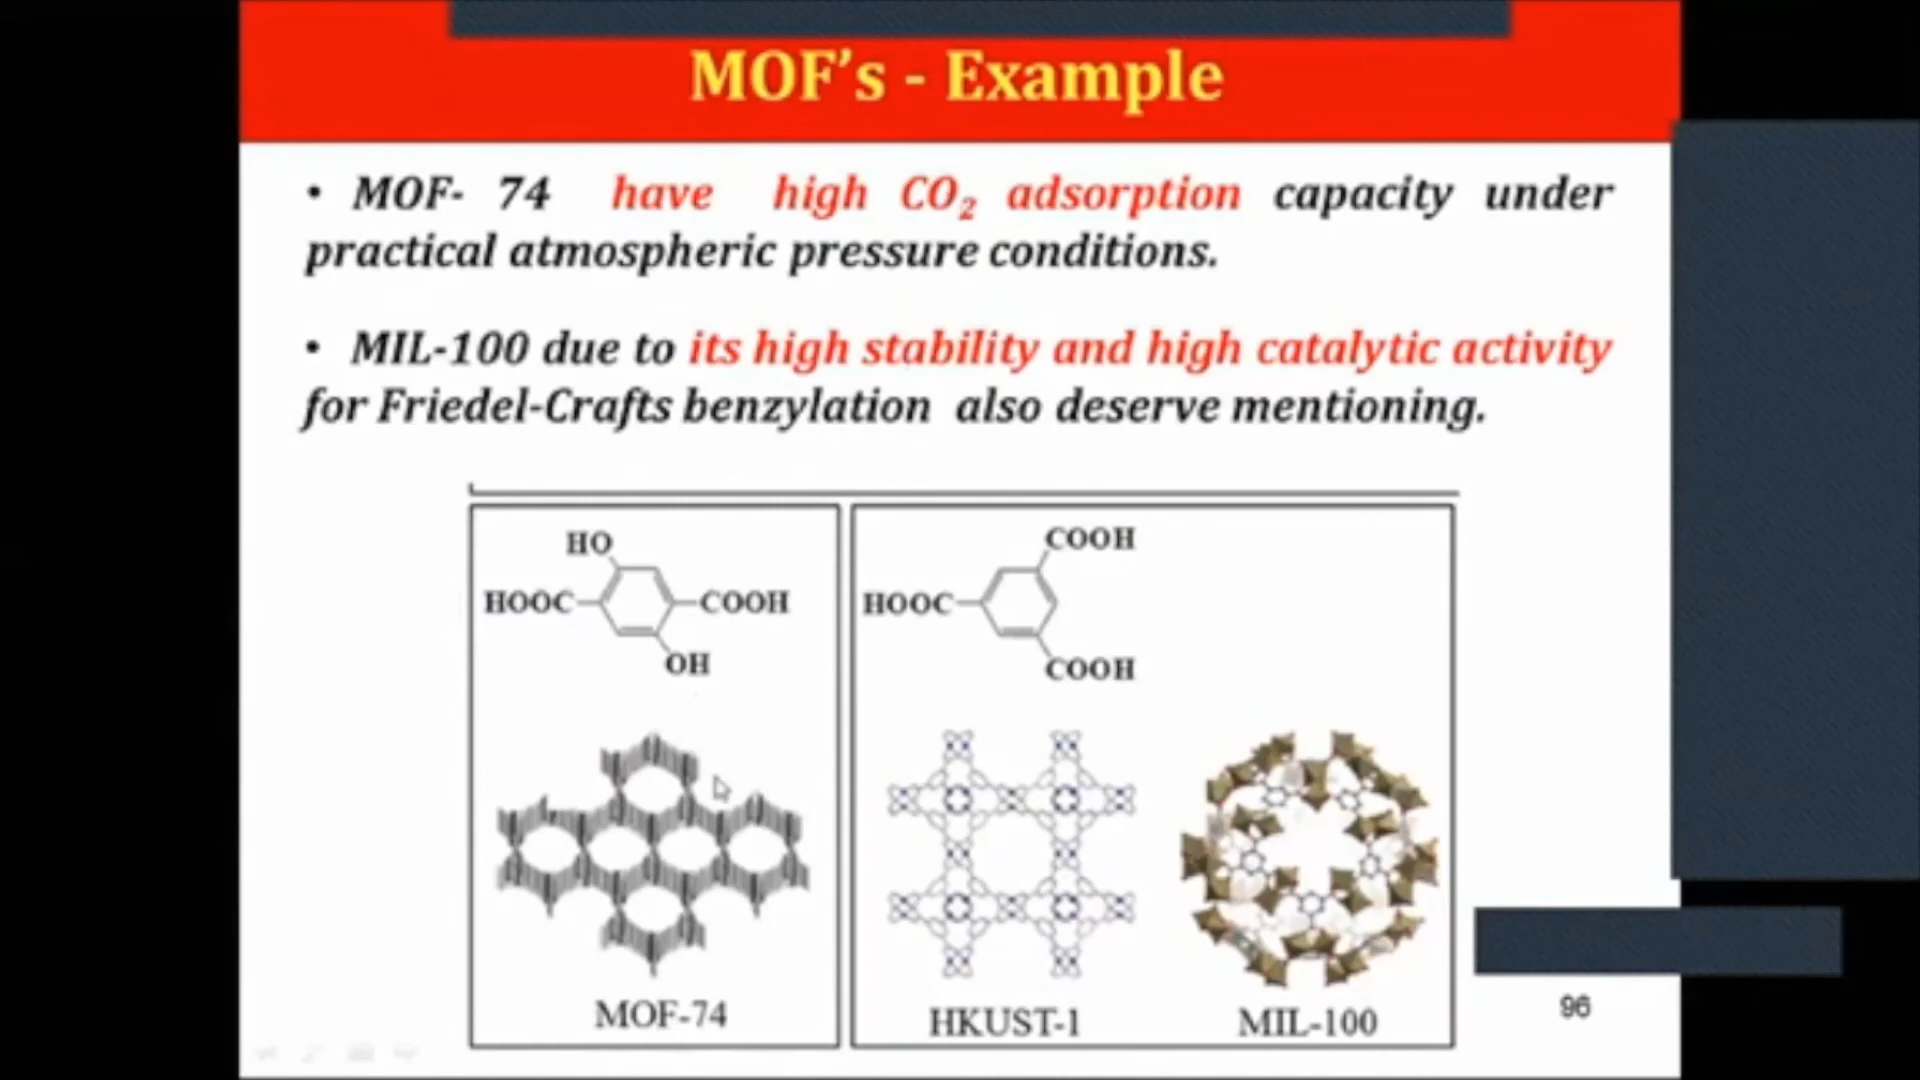 MOF's - Example
• MOF- 74 have high CO₂ adsorption capacity under
practical atmospheric pressure conditions.
• MIL-100 due to its high stability and high catalytic activity
for Friedel-Crafts benzylation also deserve mentioning.
HO
HOOC COOH
OH
COOH
HOOC
COOH
MOF-74
HKUST-1
MIL-100
96